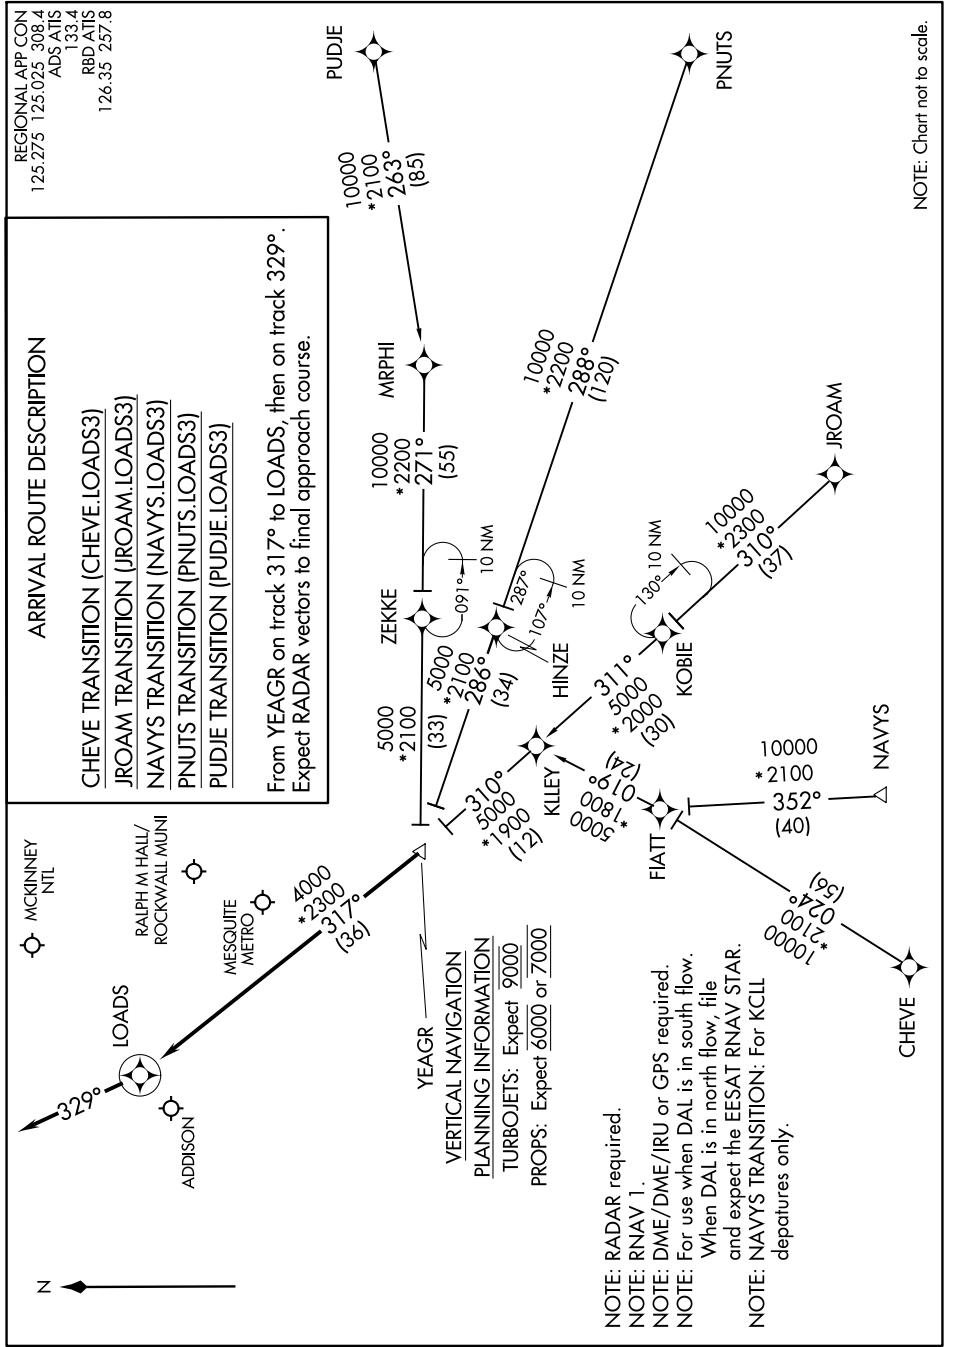 REGIONAL APP CON
125.275 125.025 308.4
ADS ATIS
133.4
RBD ATIS
126.35 257.8
ARRIVAL ROUTE DESCRIPTION
CHEVE TRANSITION (CHEVE.LOADS3)
JROAM TRANSITION (JROAM.LOADS3)
NAVYS TRANSITION (NAVYS.LOADS3)
PNUTS TRANSITION (PNUTS.LOADS3)
PUDJE TRANSITION (PUDJE.LOADS3)
From YEAGR on track 317° to LOADS, then on track 329°.
Expect RADAR vectors to final approach course.
N
329°
LOADS
ADDISON
MCKINNEY
NTL
RALPH M HALL/
ROCKWALL MUNI
MESQUITE
METRO
4000
*2300
317°
(36)
YEAGR
VERTICAL NAVIGATION
PLANNING INFORMATION
TURBOJETS: Expect 9000
PROPS: Expect 6000 or 7000
PUDJE
10000
*2100
263°
(85)
MRPHI
10000
*2200
271°
(55)
ZEKKE
091°
10 NM
5000
*2100
(33)
PNUTS
10000
*2200
288°
(120)
HINZE
287°
107°
10 NM
5000
*2100
286°
(34)
JROAM
10000
*2300
310°
(37)
KOBIE
130°
10 NM
311°
5000
*2000
(30)
KLLEY
310°
5000
*1900
(12)
FIATT
(24)
019°
*1800
5000
NAVYS
10000
*2100
352°
(40)
CHEVE
(56)
024°
*2100
10000
NOTE: RADAR required.
NOTE: RNAV 1.
NOTE: DME/DME/IRU or GPS required.
NOTE: For use when DAL is in south flow.
When DAL is in north flow, file
and expect the EESAT RNAV STAR.
NOTE: NAVYS TRANSITION: For KCLL
depatures only.
NOTE: Chart not to scale.